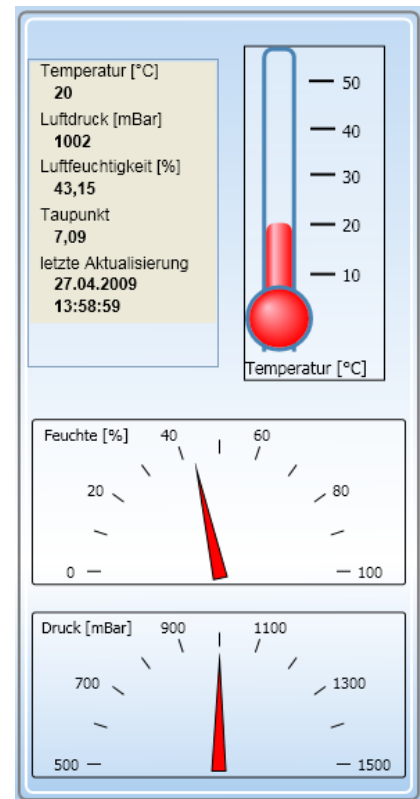 Temperatur [°C]
20
Luftdruck [mBar]
1002
Luftfeuchtigkeit [%]
43,15
Taupunkt
7,09
letzte Aktualisierung
27.04.2009
13:58:59
50
40
30
20
10
Temperatur [°C]
Feuchte [%]
40
60
20
80
0
100
Druck [mBar]
900
1100
700
1300
500
1500